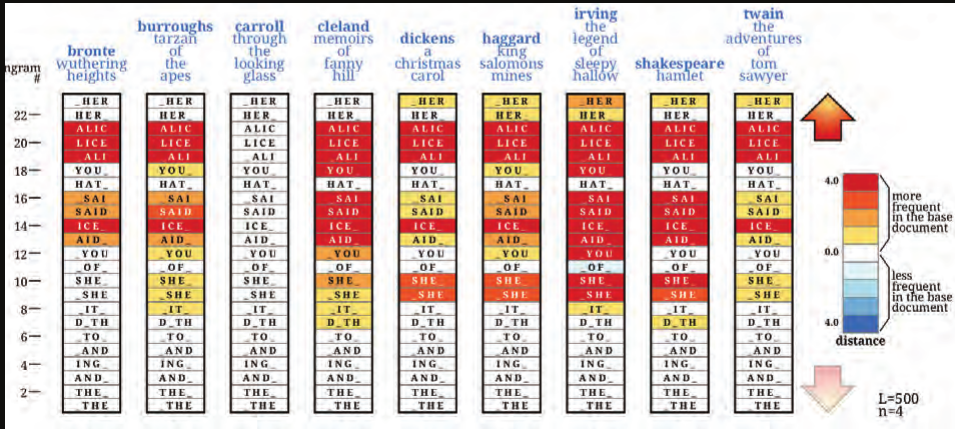 ngram
#
bronte
wuthering
heights
burroughs
tarzan
of
the
apes
carroll
through
the
looking
glass
cleland
memoirs
of
fanny
hill
dickens
a
christmas
carol
haggard
king
salomons
mines
irving
the
legend
of
sleepy
hallow
shakespeare
hamlet
twain
the
adventures
of
tom
sawyer
_HER _HER _HER _HER _HER _HER _HER _HER _HER
22 HER_ HER_ HER_ HER_ HER_ HER_ HER_ HER_ HER_
ALIC ALIC ALIC ALIC ALIC ALIC ALIC ALIC ALIC
20 LICE LICE LICE LICE LICE LICE LICE LICE LICE
_ALI _ALI _ALI _ALI _ALI _ALI _ALI _ALI _ALI
18 YOU_ YOU_ YOU_ YOU_ YOU_ YOU_ YOU_ YOU_ YOU_
HAT_ HAT_ HAT_ HAT_ HAT_ HAT_ HAT_ HAT_ HAT_
16 _SAI _SAI _SAI _SAI _SAI _SAI _SAI _SAI _SAI
SAID SAID SAID SAID SAID SAID SAID SAID SAID
14 ICE_ ICE_ ICE_ ICE_ ICE_ ICE_ ICE_ ICE_ ICE_
AID_ AID_ AID_ AID_ AID_ AID_ AID_ AID_ AID_
12 _YOU _YOU _YOU _YOU _YOU _YOU _YOU _YOU _YOU
_OF_ _OF_ _OF_ _OF_ _OF_ _OF_ _OF_ _OF_ _OF_
10 SHE_ SHE_ SHE_ SHE_ SHE_ SHE_ SHE_ SHE_ SHE_
_SHE _SHE _SHE _SHE _SHE _SHE _SHE _SHE _SHE
8 _IT_ _IT_ _IT_ _IT_ _IT_ _IT_ _IT_ _IT_ _IT_
D_TH D_TH D_TH D_TH D_TH D_TH D_TH D_TH D_TH
6 _TO_ _TO_ _TO_ _TO_ _TO_ _TO_ _TO_ _TO_ _TO_
_AND _AND _AND _AND _AND _AND _AND _AND _AND
4 ING_ ING_ ING_ ING_ ING_ ING_ ING_ ING_ ING_
AND_ AND_ AND_ AND_ AND_ AND_ AND_ AND_ AND_
2 THE_ THE_ THE_ THE_ THE_ THE_ THE_ THE_ THE_
_THE _THE _THE _THE _THE _THE _THE _THE _THE
4.0
0.0
4.0
distance
more
frequent
in the base
document
less
frequent
in the base
document
L=500
n=4